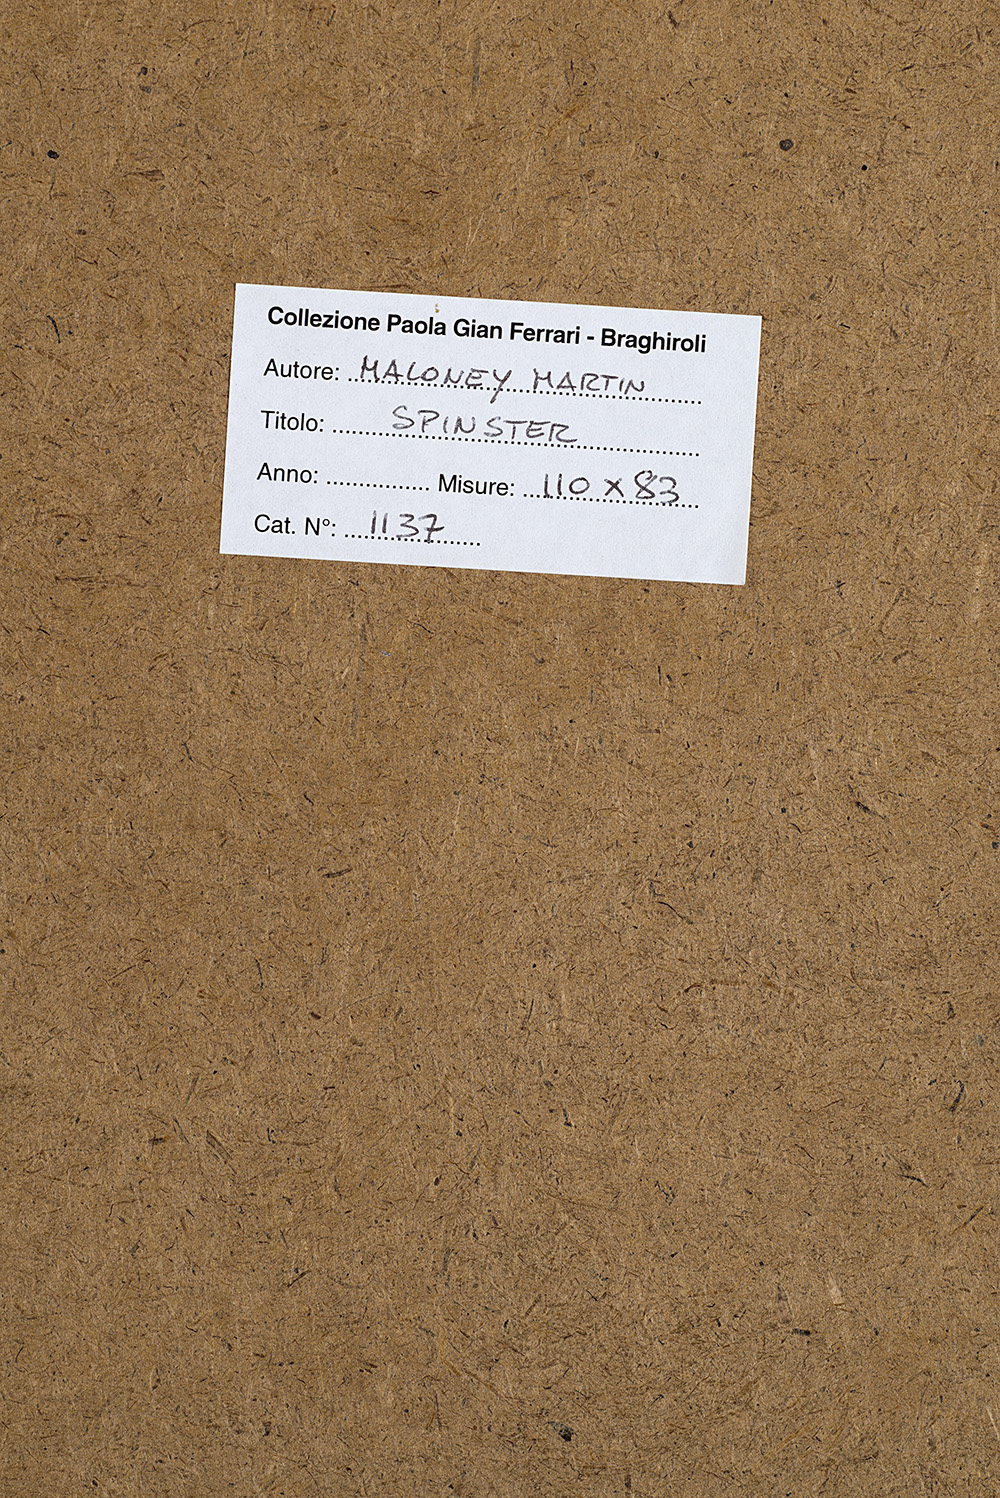 Collezione Paola Gian Ferrari - Braghiroli
Autore: MALONEY MARTIN
Titolo: SPINSTER
Anno: ............... Misure: 110 x 83
Cat. N°: 1137